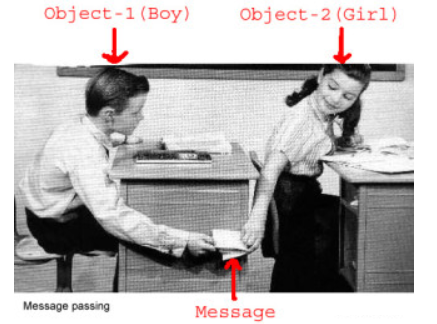 Object-1(Boy) Object-2(Girl)
Message passing
Message